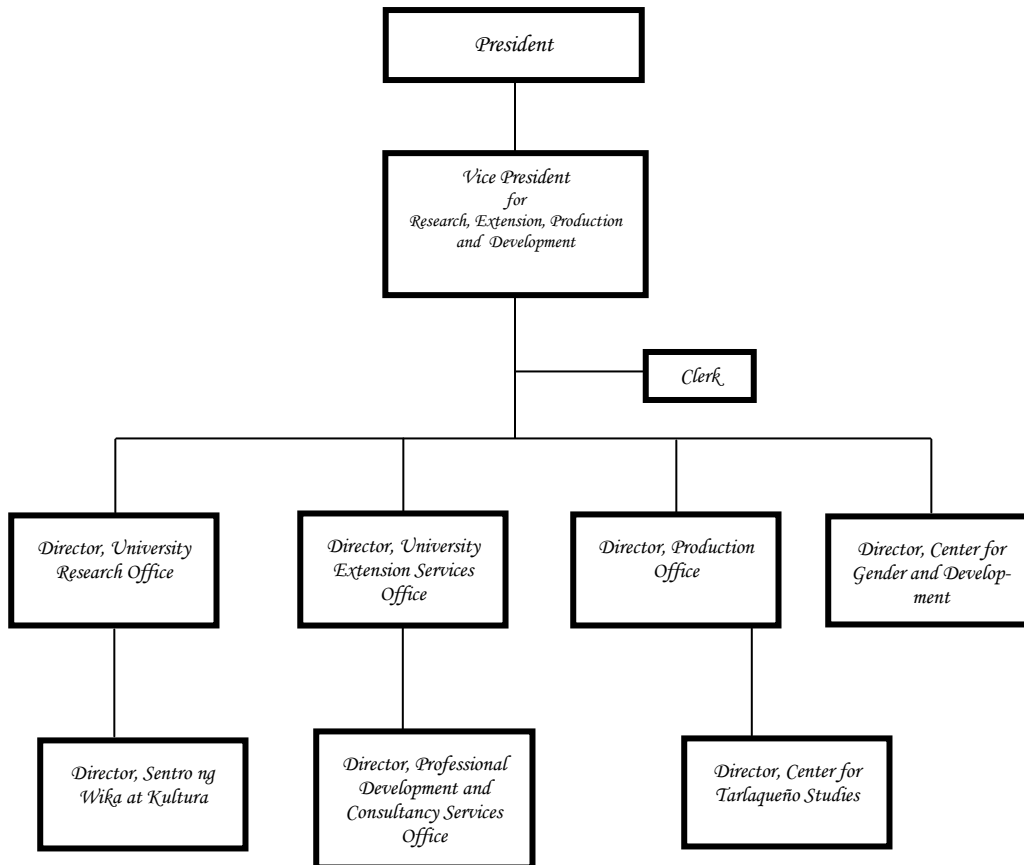 President
Vice President
for
Research, Extension, Production
and Development
Clerk
Director, University
Research Office
Director, University
Extension Services
Office
Director, Production
Office
Director, Center for
Gender and Develop-
ment
Director, Sentro ng
Wika at Kultura
Director, Professional
Development and
Consultancy Services
Office
Director, Center for
Tarlaqueño Studies